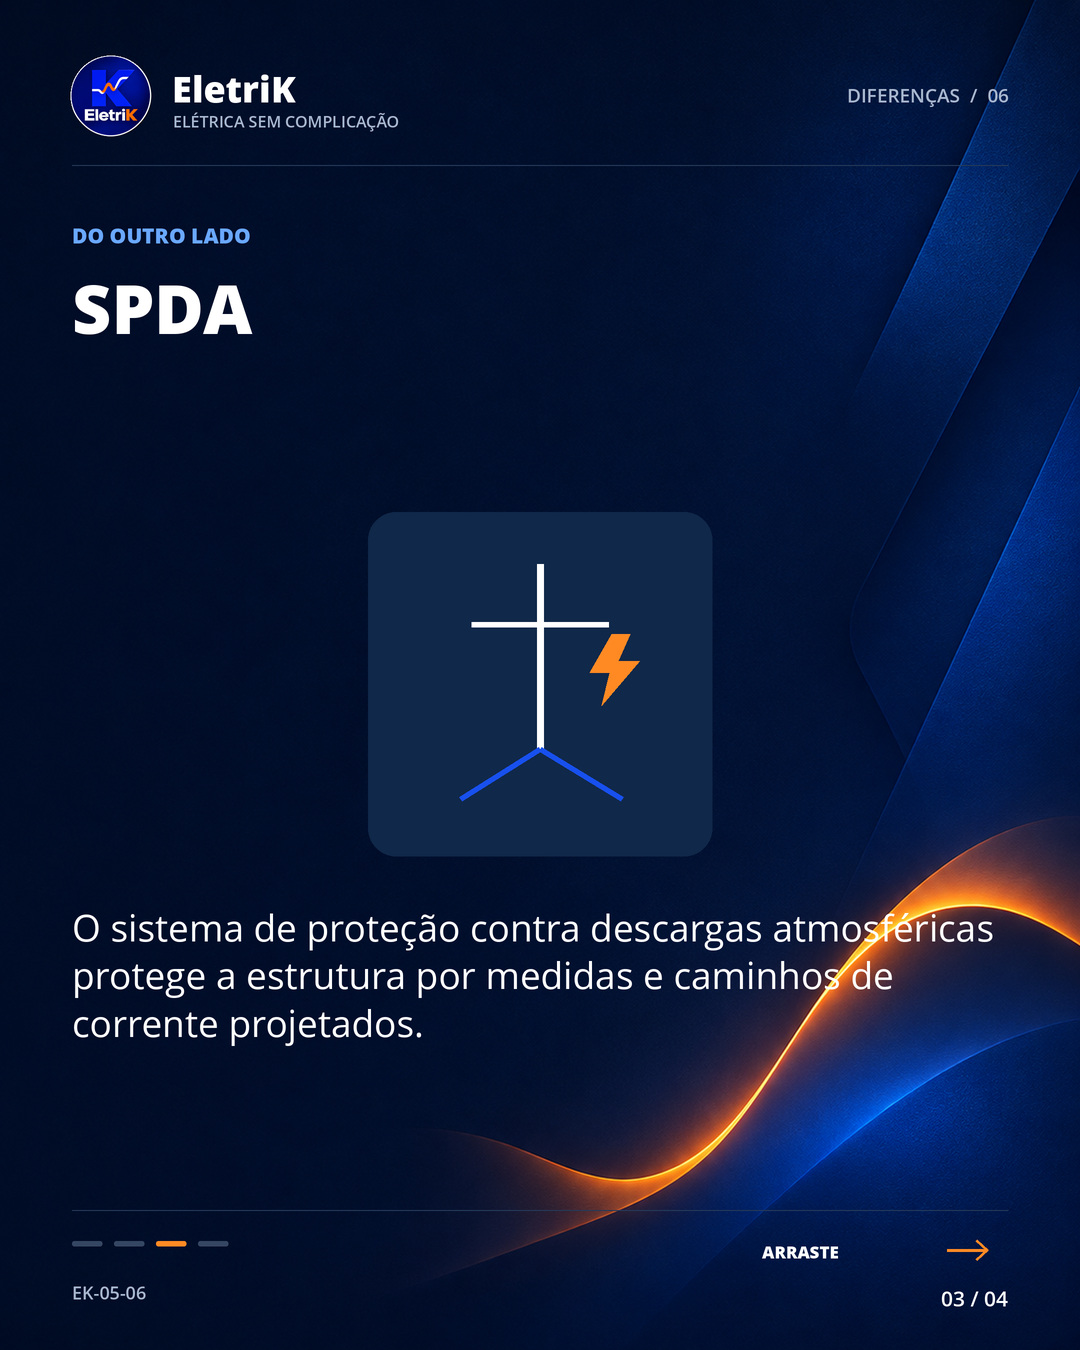 K
EletriK
EletriK
ELÉTRICA SEM COMPLICAÇÃO
DIFERENÇAS / 06
DO OUTRO LADO
SPDA
O sistema de proteção contra descargas atmosféricas
protege a estrutura por medidas e caminhos de
corrente projetados.
ARRASTE
EK-05-06
03 / 04